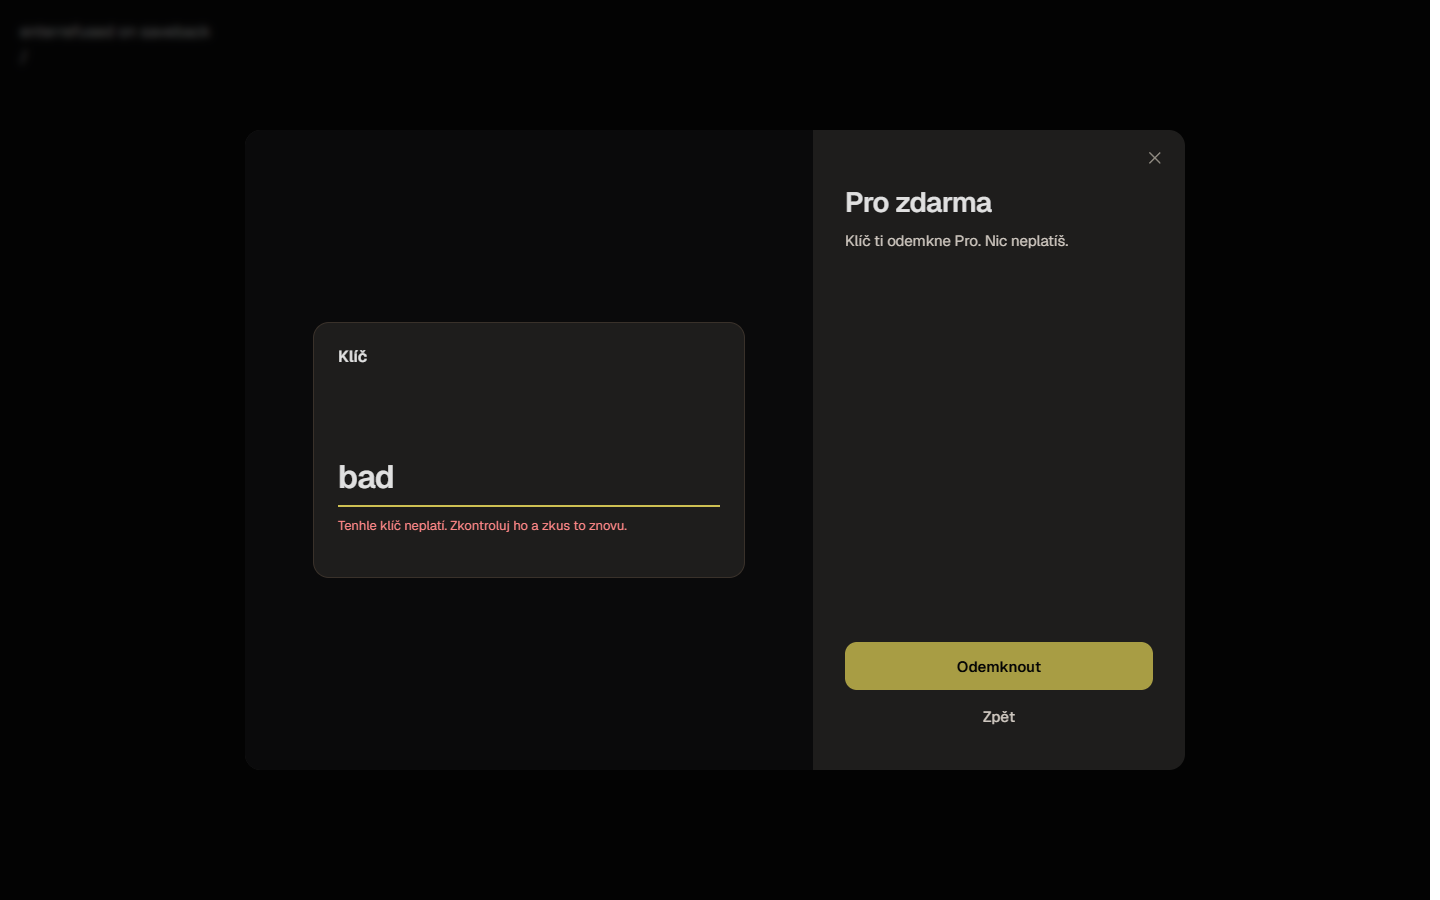 Klíč
bad
Tenhle klíč neplatí. Zkontroluj ho a zkus to znovu.
Pro zdarma
Klíč ti odemkne Pro. Nic neplatíš.
Odemknout
Zpět